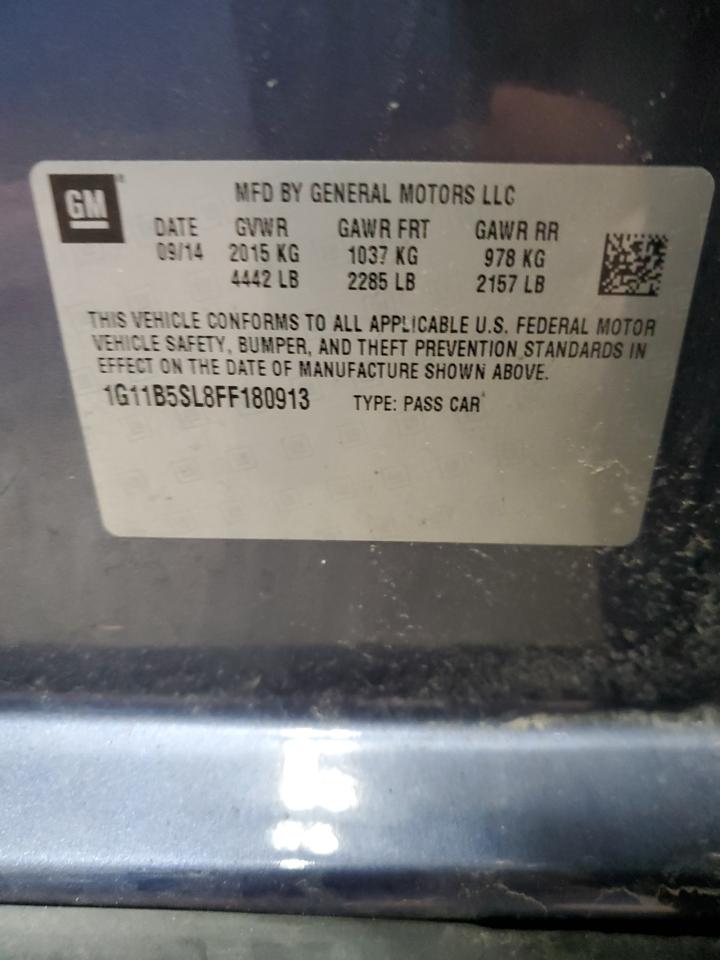 GM
MFD BY GENERAL MOTORS LLC
DATE GVWR GAWR FRT GAWR RR
09/14 2015 KG 1037 KG 978 KG
4442 LB 2285 LB 2157 LB
THIS VEHICLE CONFORMS TO ALL APPLICABLE U.S. FEDERAL MOTOR
VEHICLE SAFETY, BUMPER, AND THEFT PREVENTION STANDARDS IN
EFFECT ON THE DATE OF MANUFACTURE SHOWN ABOVE.
1G11B5SL8FF180913 TYPE: PASS CAR